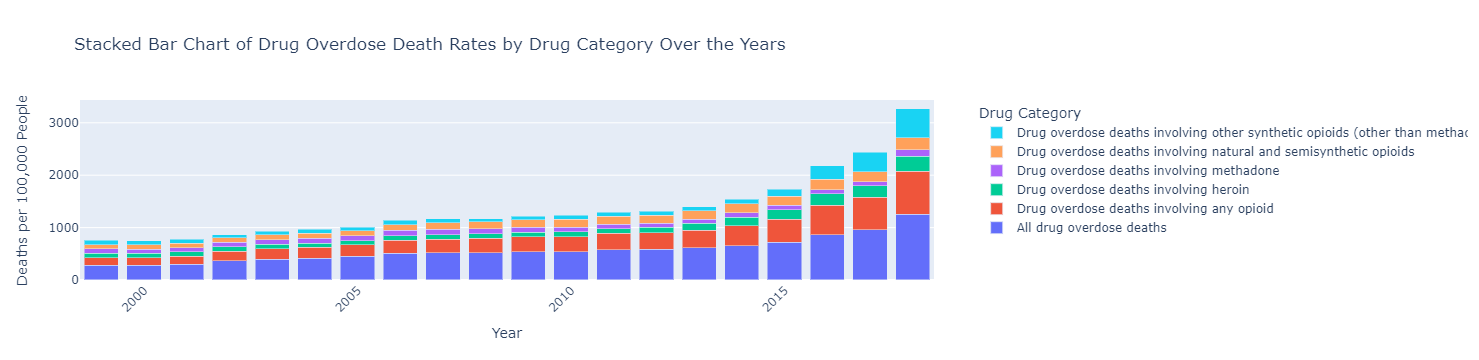 Stacked Bar Chart of Drug Overdose Death Rates by Drug Category Over the Years
Deaths per 100,000 People
3000
2000
1000
0
2000
2005
2010
2015
Year
Drug Category
Drug overdose deaths involving other synthetic opioids (other than methad
Drug overdose deaths involving natural and semisynthetic opioids
Drug overdose deaths involving methadone
Drug overdose deaths involving heroin
Drug overdose deaths involving any opioid
All drug overdose deaths